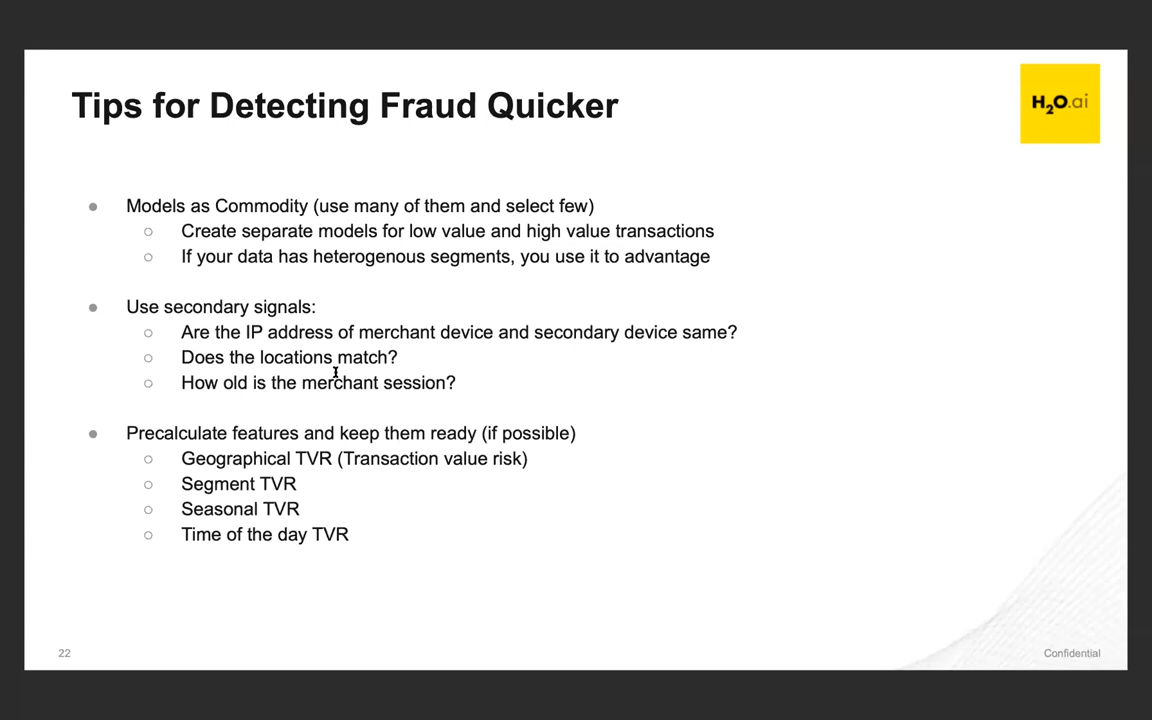 Tips for Detecting Fraud Quicker
H2O.ai
● Models as Commodity (use many of them and select few)
○ Create separate models for low value and high value transactions
○ If your data has heterogenous segments, you use it to advantage
● Use secondary signals:
○ Are the IP address of merchant device and secondary device same?
○ Does the locations match?
○ How old is the merchant session?
● Precalculate features and keep them ready (if possible)
○ Geographical TVR (Transaction value risk)
○ Segment TVR
○ Seasonal TVR
○ Time of the day TVR
22
Confidential